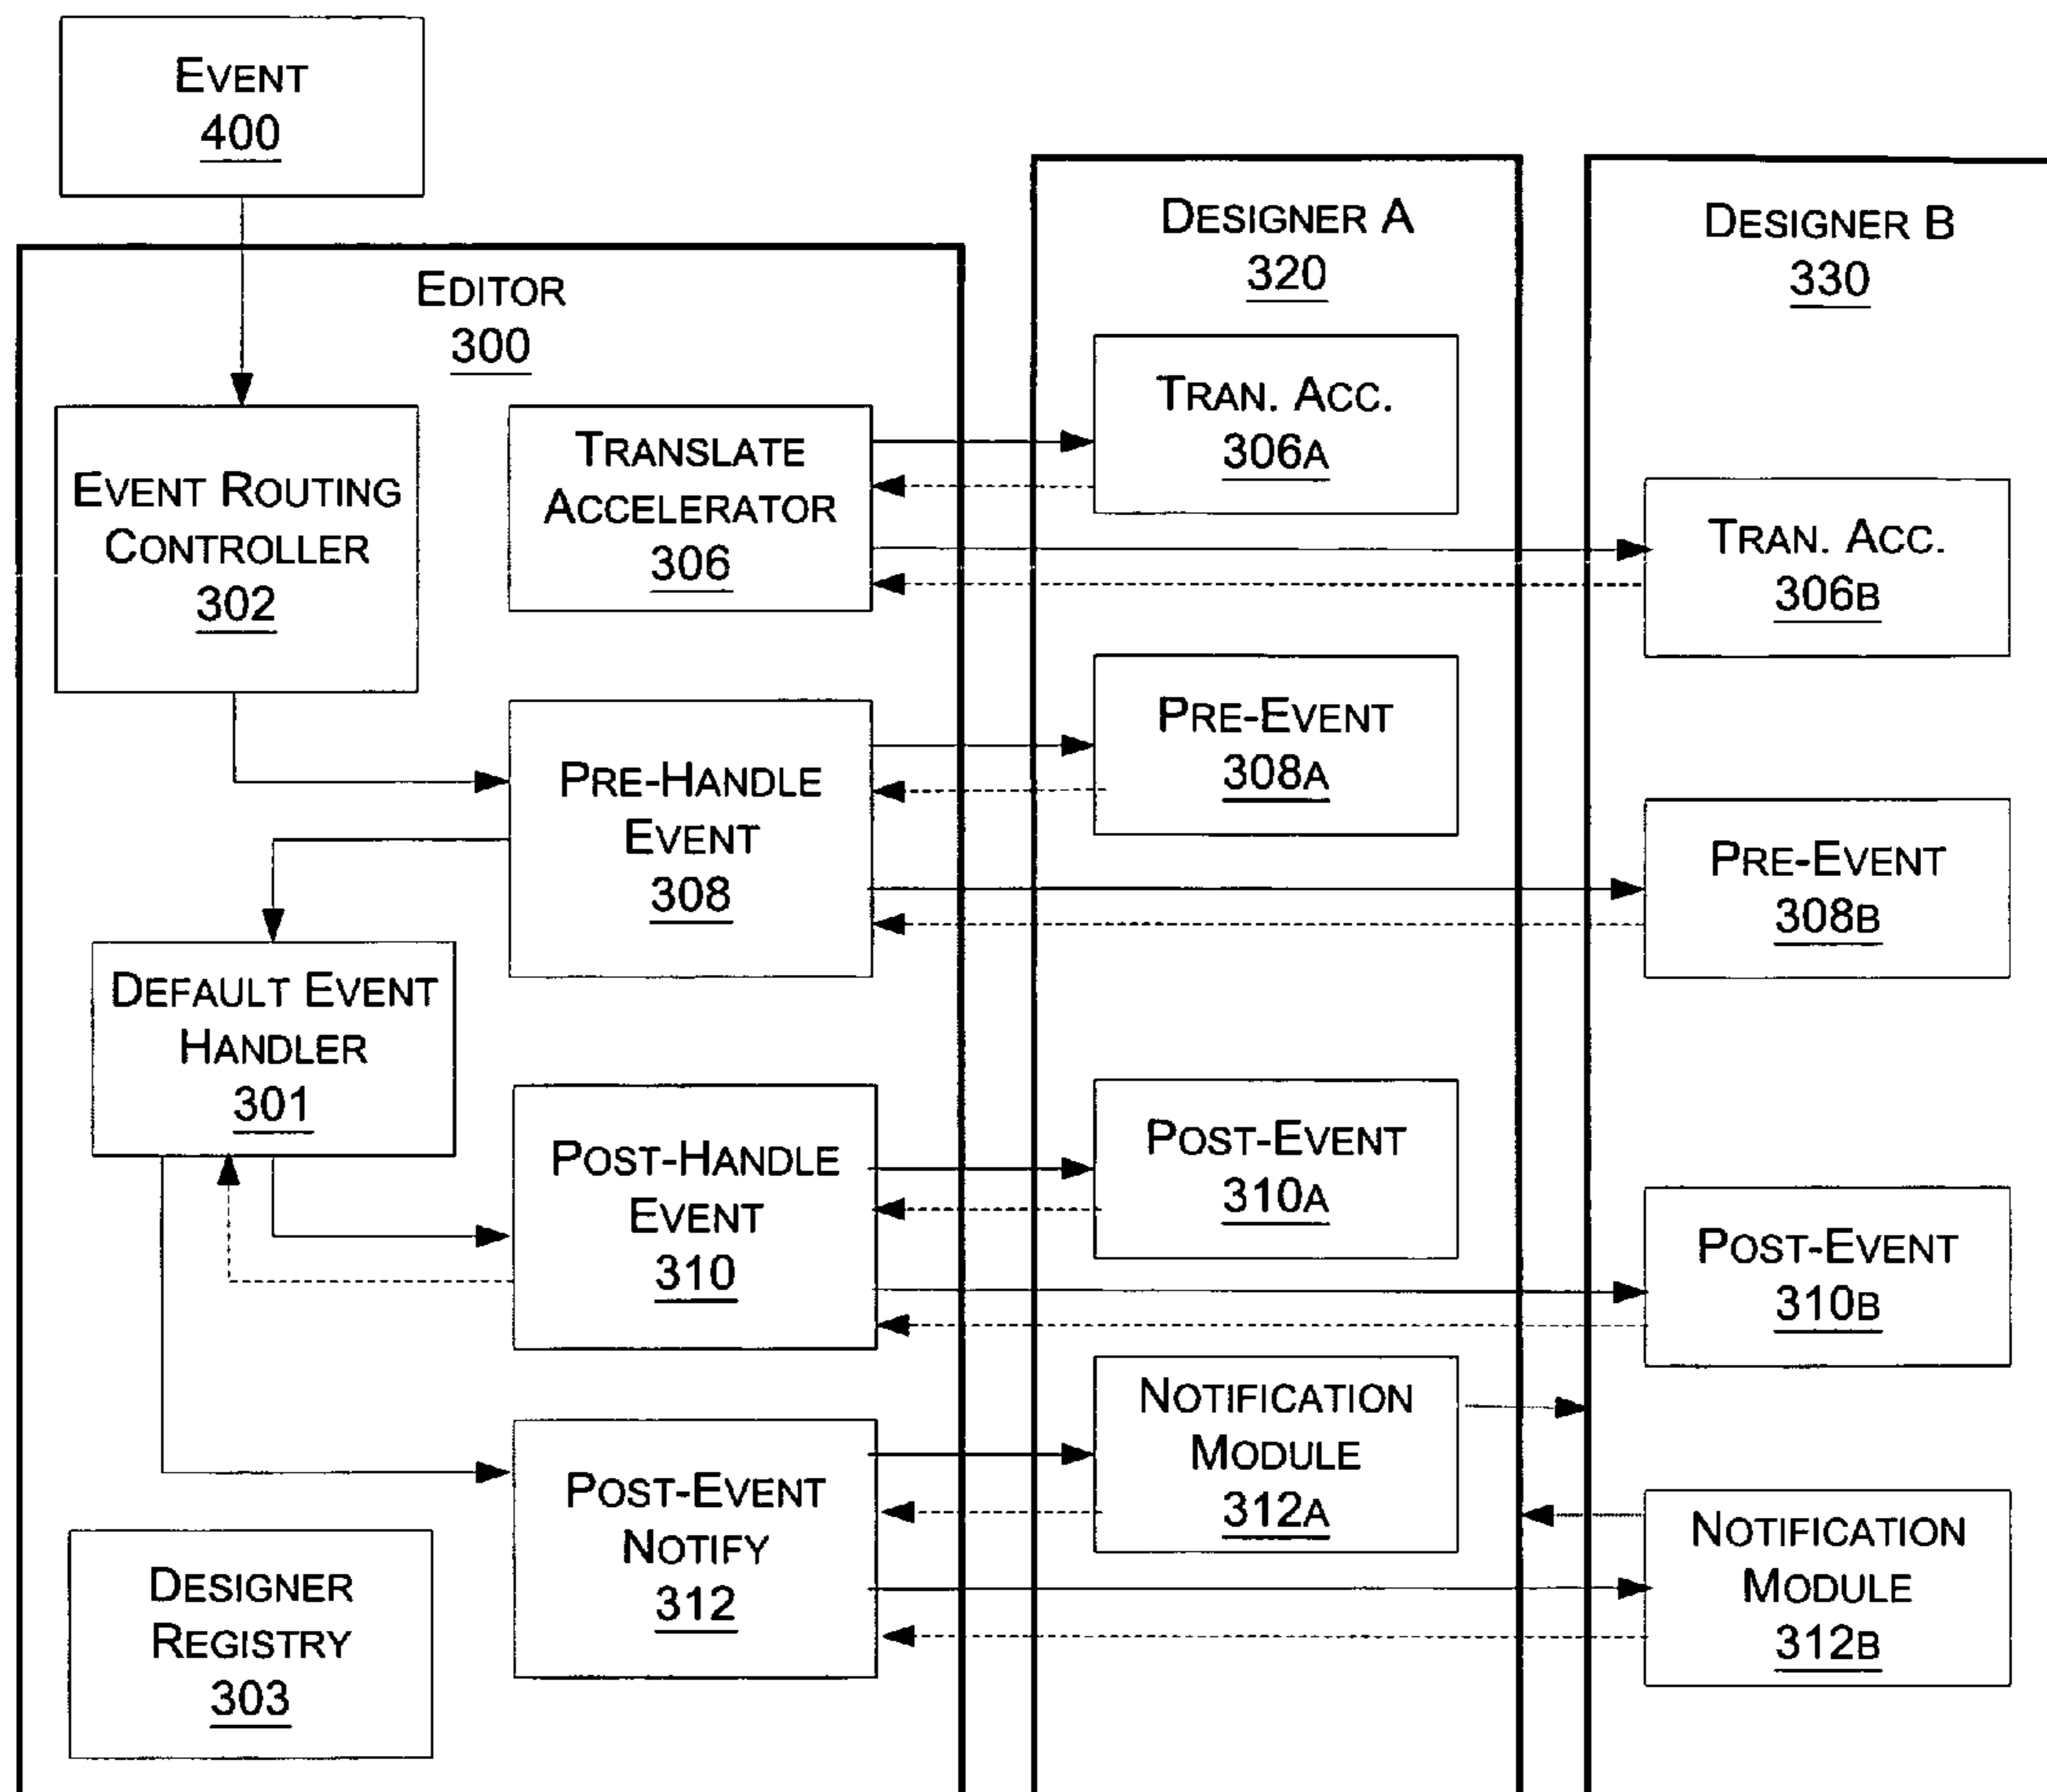 EVENT
400
EDITOR
300
EVENT ROUTING
CONTROLLER
302
TRANSLATE
ACCELERATOR
306
PRE-HANDLE
EVENT
308
DEFAULT EVENT
HANDLER
301
POST-HANDLE
EVENT
310
POST-EVENT
NOTIFY
312
DESIGNER
REGISTRY
303
DESIGNER A
320
TRAN. ACC.
306A
PRE-EVENT
308A
POST-EVENT
310A
NOTIFICATION
MODULE
312A
DESIGNER B
330
TRAN. ACC.
306B
PRE-EVENT
308B
POST-EVENT
310B
NOTIFICATION
MODULE
312B